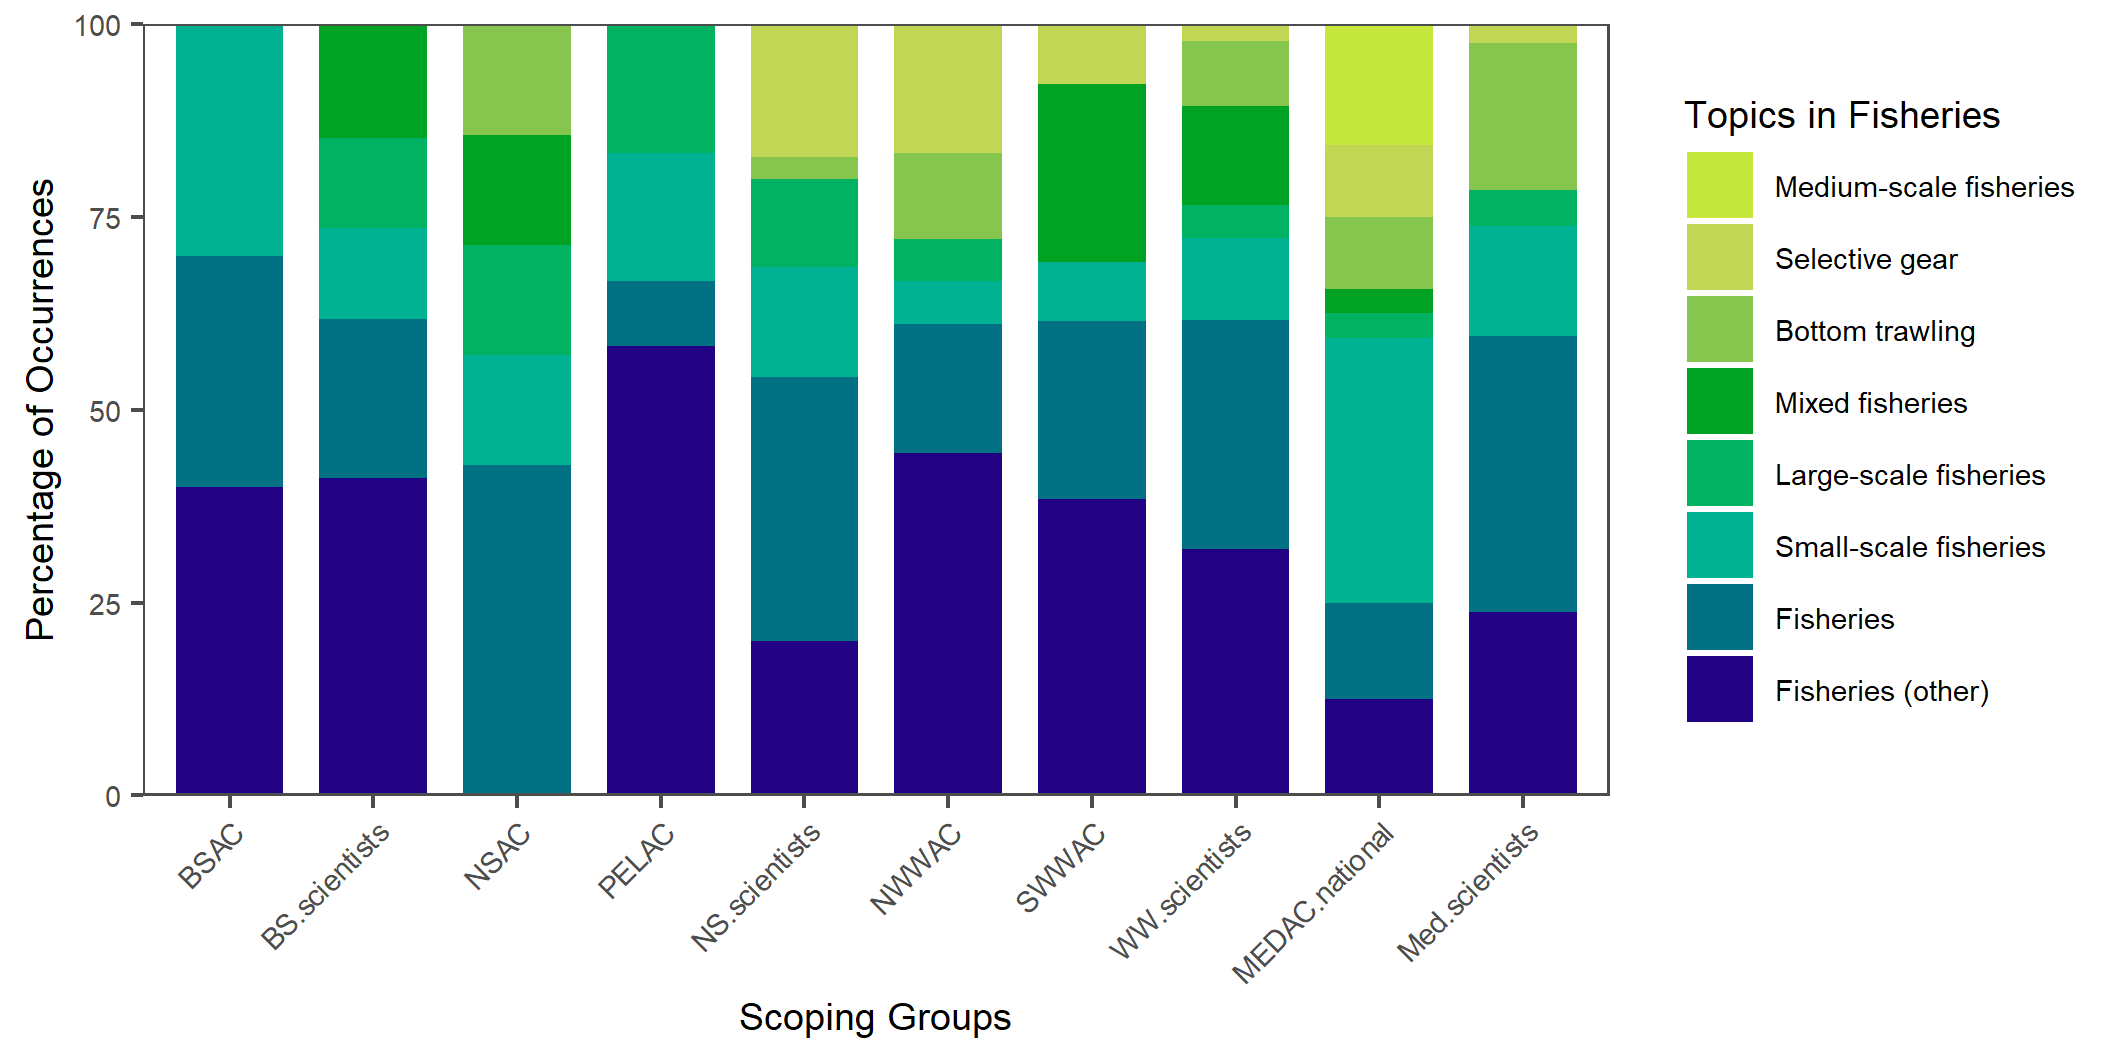 100
75
50
25
0
Percentage of Occurrences
BSAC
BS.scientists
NSAC
PELAC
NS.scientists
NWWAC
SWWAC
WW.scientists
MEDAC.national
Med.scientists
Scoping Groups
Topics in Fisheries
Medium-scale fisheries
Selective gear
Bottom trawling
Mixed fisheries
Large-scale fisheries
Small-scale fisheries
Fisheries
Fisheries (other)